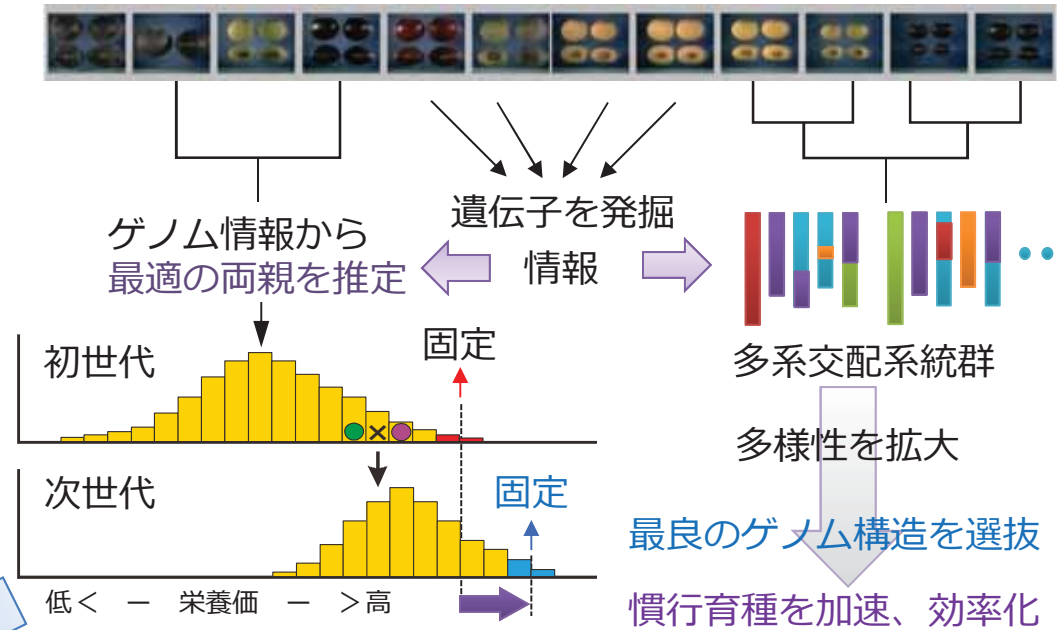 遺伝子を発掘
情報
ゲノム情報から
最適の両親を推定
初世代
固定
次世代
固定
低＜ － 栄養価 － ＞高
多系交配系統群
多様性を拡大
最良のゲノム構造を選抜
慣行育種を加速、効率化